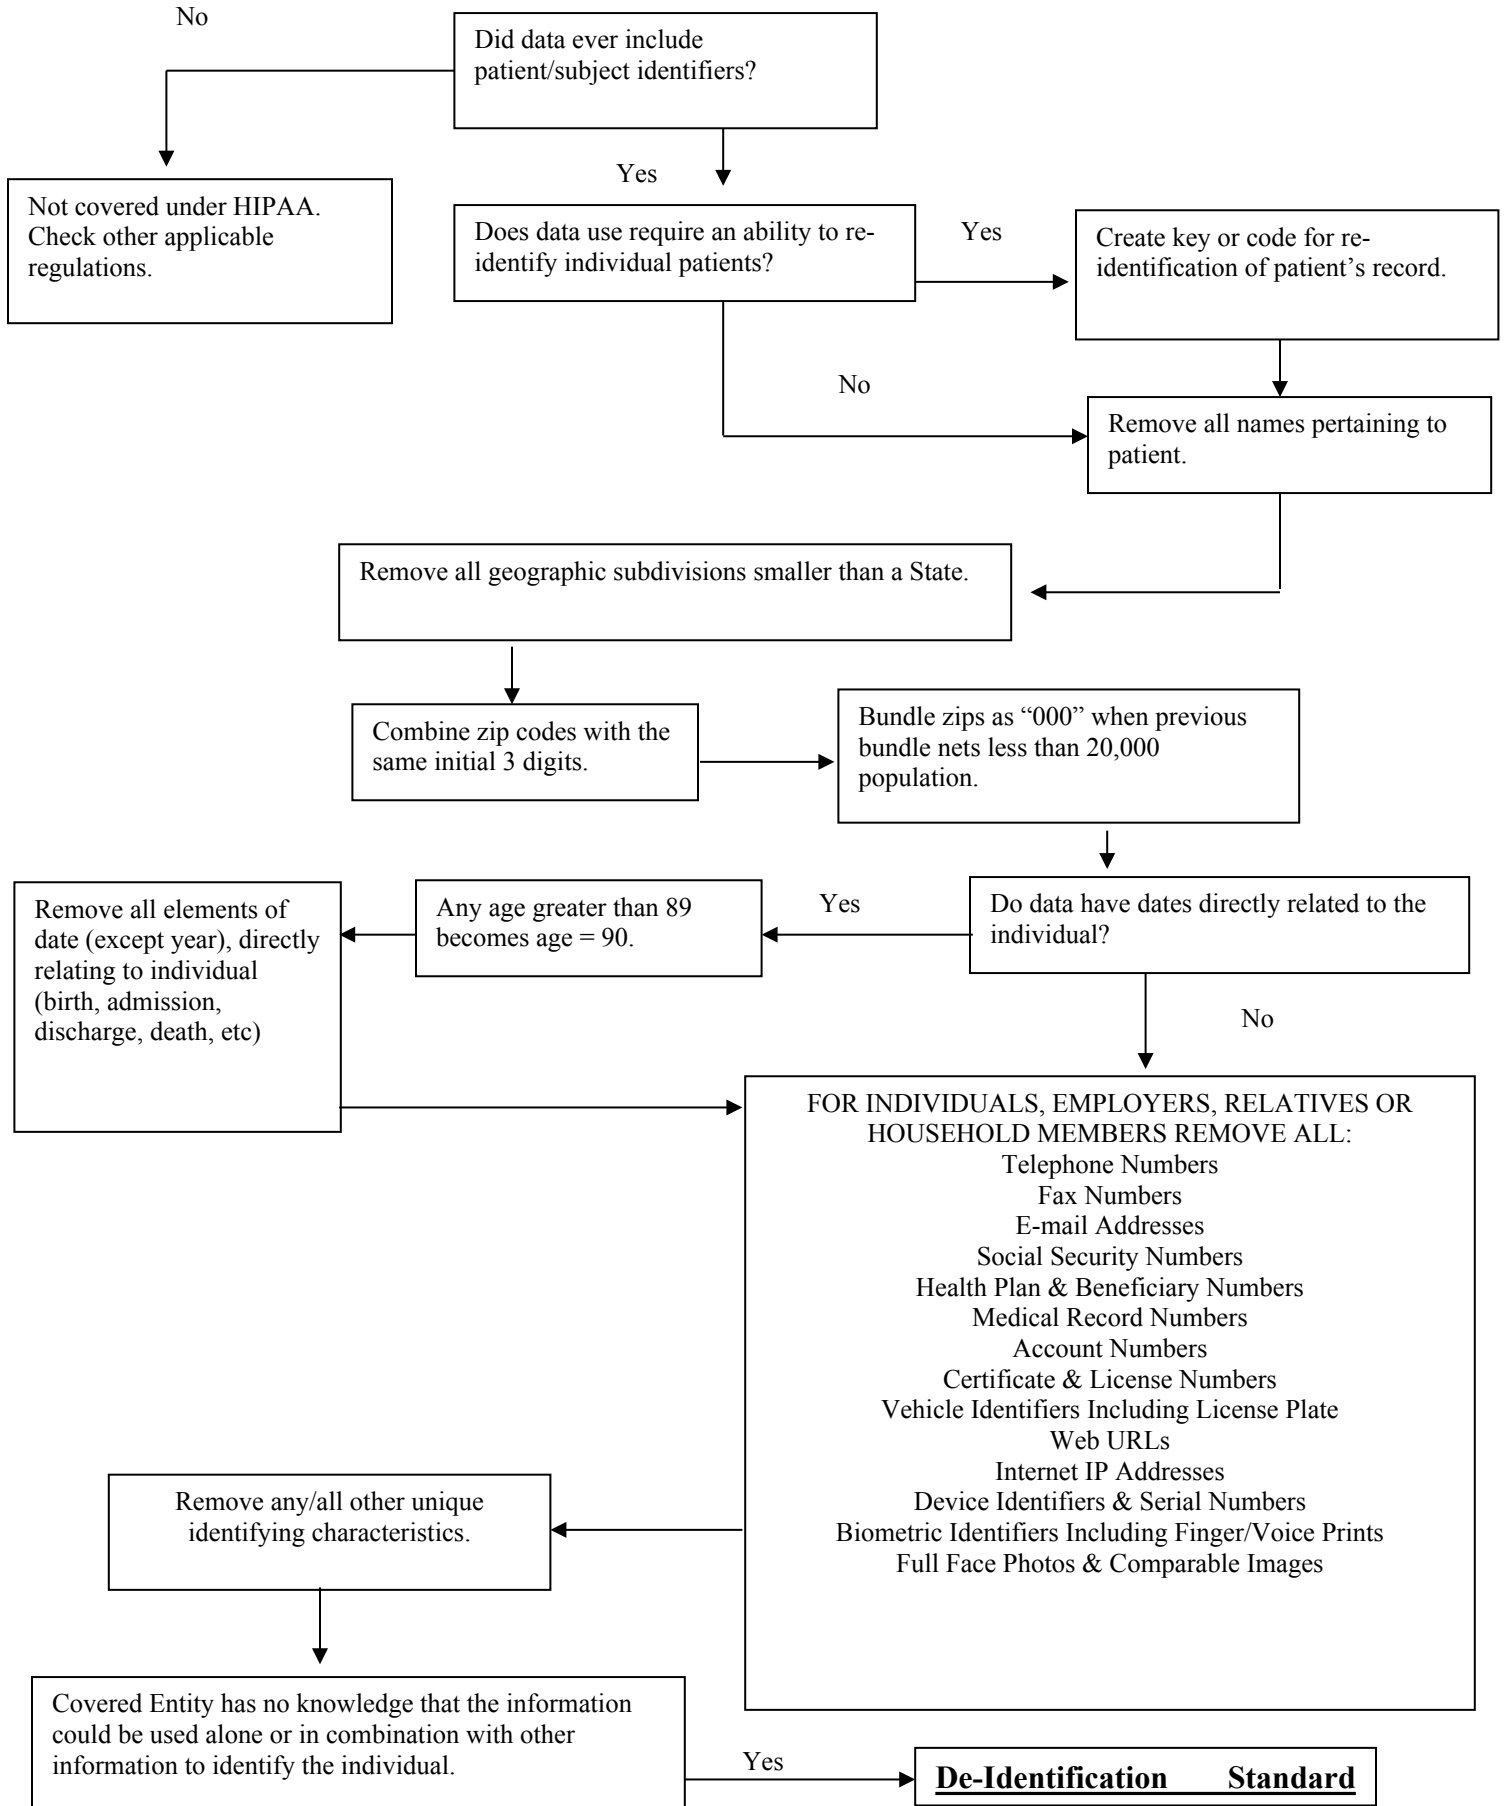 No
Did data ever include
patient/subject identifiers?
Yes
Not covered under HIPAA.
Check other applicable
regulations.
Does data use require an ability to re-
identify individual patients?
Yes
Create key or code for re-
identification of patient’s record.
No
Remove all names pertaining to
patient.
Remove all geographic subdivisions smaller than a State.
Combine zip codes with the
same initial 3 digits.
Bundle zips as “000” when previous
bundle nets less than 20,000
population.
Do data have dates directly related to the
individual?
Yes
Any age greater than 89
becomes age = 90.
Remove all elements of
date (except year), directly
relating to individual
(birth, admission,
discharge, death, etc)
No
FOR INDIVIDUALS, EMPLOYERS, RELATIVES OR
HOUSEHOLD MEMBERS REMOVE ALL:
Telephone Numbers
Fax Numbers
E-mail Addresses
Social Security Numbers
Health Plan & Beneficiary Numbers
Medical Record Numbers
Account Numbers
Certificate & License Numbers
Vehicle Identifiers Including License Plate
Web URLs
Internet IP Addresses
Device Identifiers & Serial Numbers
Biometric Identifiers Including Finger/Voice Prints
Full Face Photos & Comparable Images
Remove any/all other unique
identifying characteristics.
Covered Entity has no knowledge that the information
could be used alone or in combination with other
information to identify the individual.
Yes
De-Identification Standard